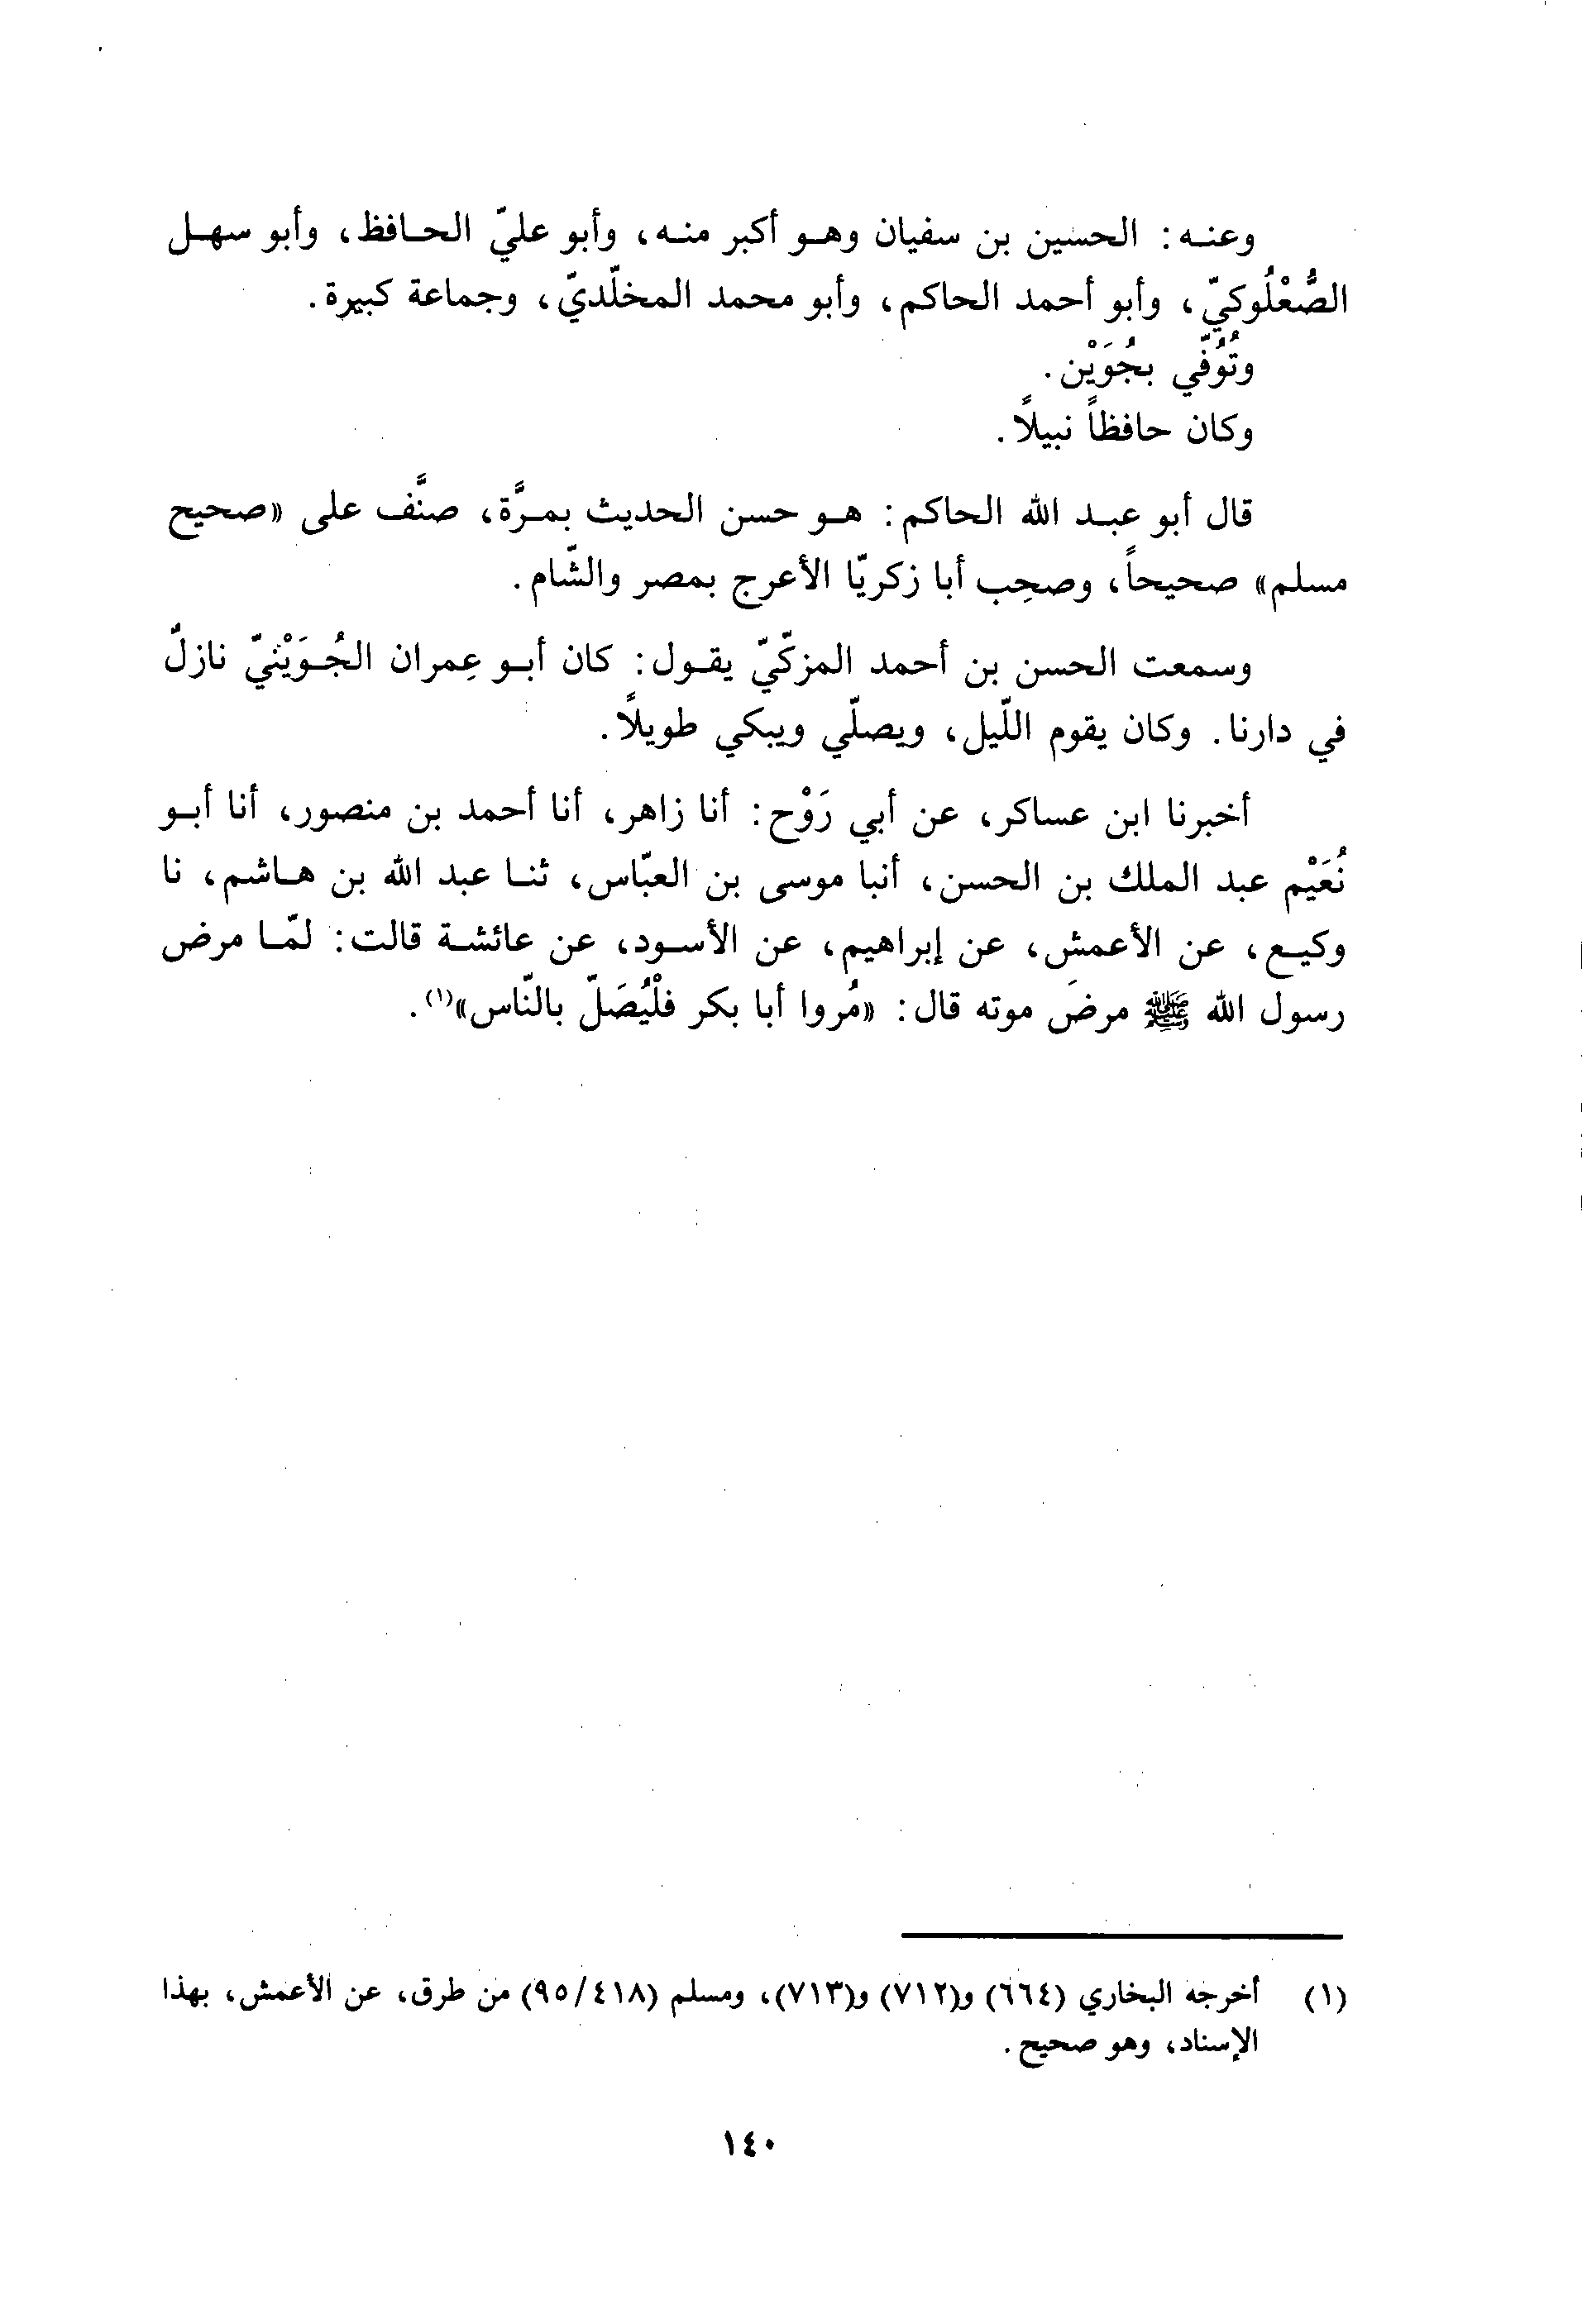 وعنه: الحسين بن سفيان وهو أكبر منه، وأبو عليّ الحافظ، وأبو سهل
الصُّعْلُوكيّ، وأبو أحمد الحاكم، وأبو محمد المخلّديّ، وجماعة كبيرة.
وتُوُفّي بجُوَيْن.
وكان حافظاً نبيلاً.
قال أبو عبد الله الحاكم: هو حسن الحديث بمرَّة، صنَّف على «صحيح
مسلم» صحيحاً، وصحِب أبا زكريّا الأعرج بمصر والشّام.
وسمعت الحسن بن أحمد المزكّيّ يقول: كان أبو عِمران الجُوَيْنيّ نازلٌ
في دارنا. وكان يقوم اللّيل، ويصلّي ويبكي طويلاً.
أخبرنا ابن عساكر، عن أبي رَوْح: أنا زاهر، أنا أحمد بن منصور، أنا أبو
نُعَيْم عبد الملك بن الحسن، أنبا موسى بن العبّاس، ثنا عبد الله بن هاشم، نا
وكيع، عن الأعمش، عن إبراهيم، عن الأسود، عن عائشة قالت: لمّا مرض
رسول الله ﷺ مرضَ موته قال: «مُروا أبا بكر فلْيُصَلّ بالنّاس»(١).
(١) أخرجه البخاري (٦٦٤) و(٧١٢) و(٧١٣)، ومسلم (٩٥/٤١٨) من طرق، عن الأعمش، بهذا
الإسناد، وهو صحيح.
١٤٠